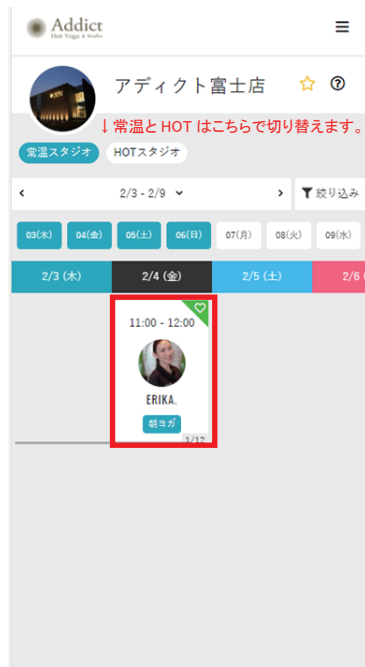 Addict
Hot Yoga & Studio
アディクト富士店
↓常温とHOTはこちらで切り替えます。
常温スタジオ HOTスタジオ
2/3 - 2/9 絞り込み
03(木) 04(金) 05(土) 06(日) 07(月) 08(火) 09(水)
2/3 (木) 2/4 (金) 2/5 (土) 2/6
11:00 - 12:00
ERIKA.
朝ヨガ
1/12